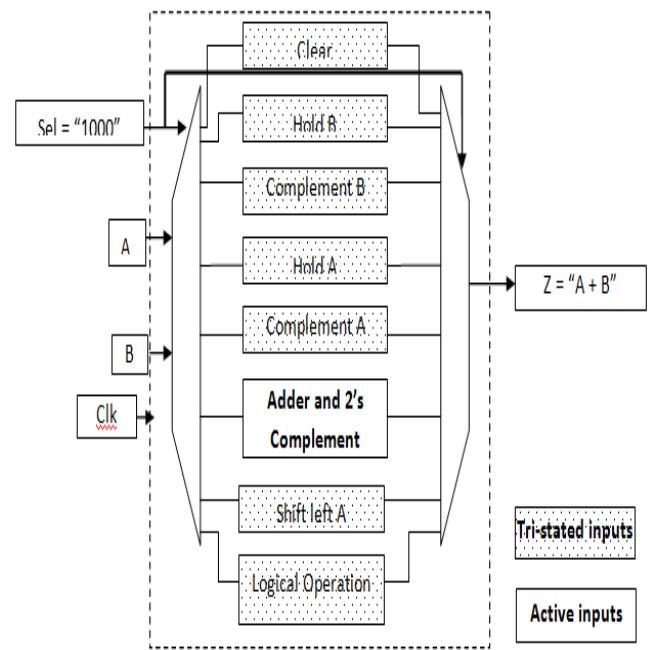 Clear
Sel = “1000”
Hold B
Complement B
A
Hold A
Z = “A + B”
Complement A
B
Adder and 2’s
Complement
Clk
Shift left A
Tri-stated inputs
Logical Operation
Active inputs